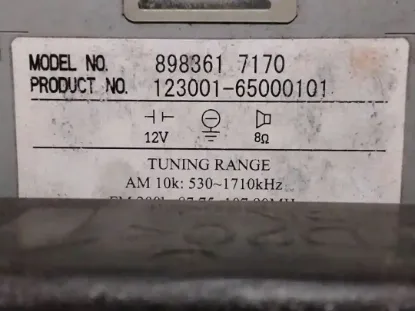 MODEL NO. 898361 7170
PRODUCT NO. 123001-65000101
12V 8Ω
TUNING RANGE
AM 10k: 530~1710kHz